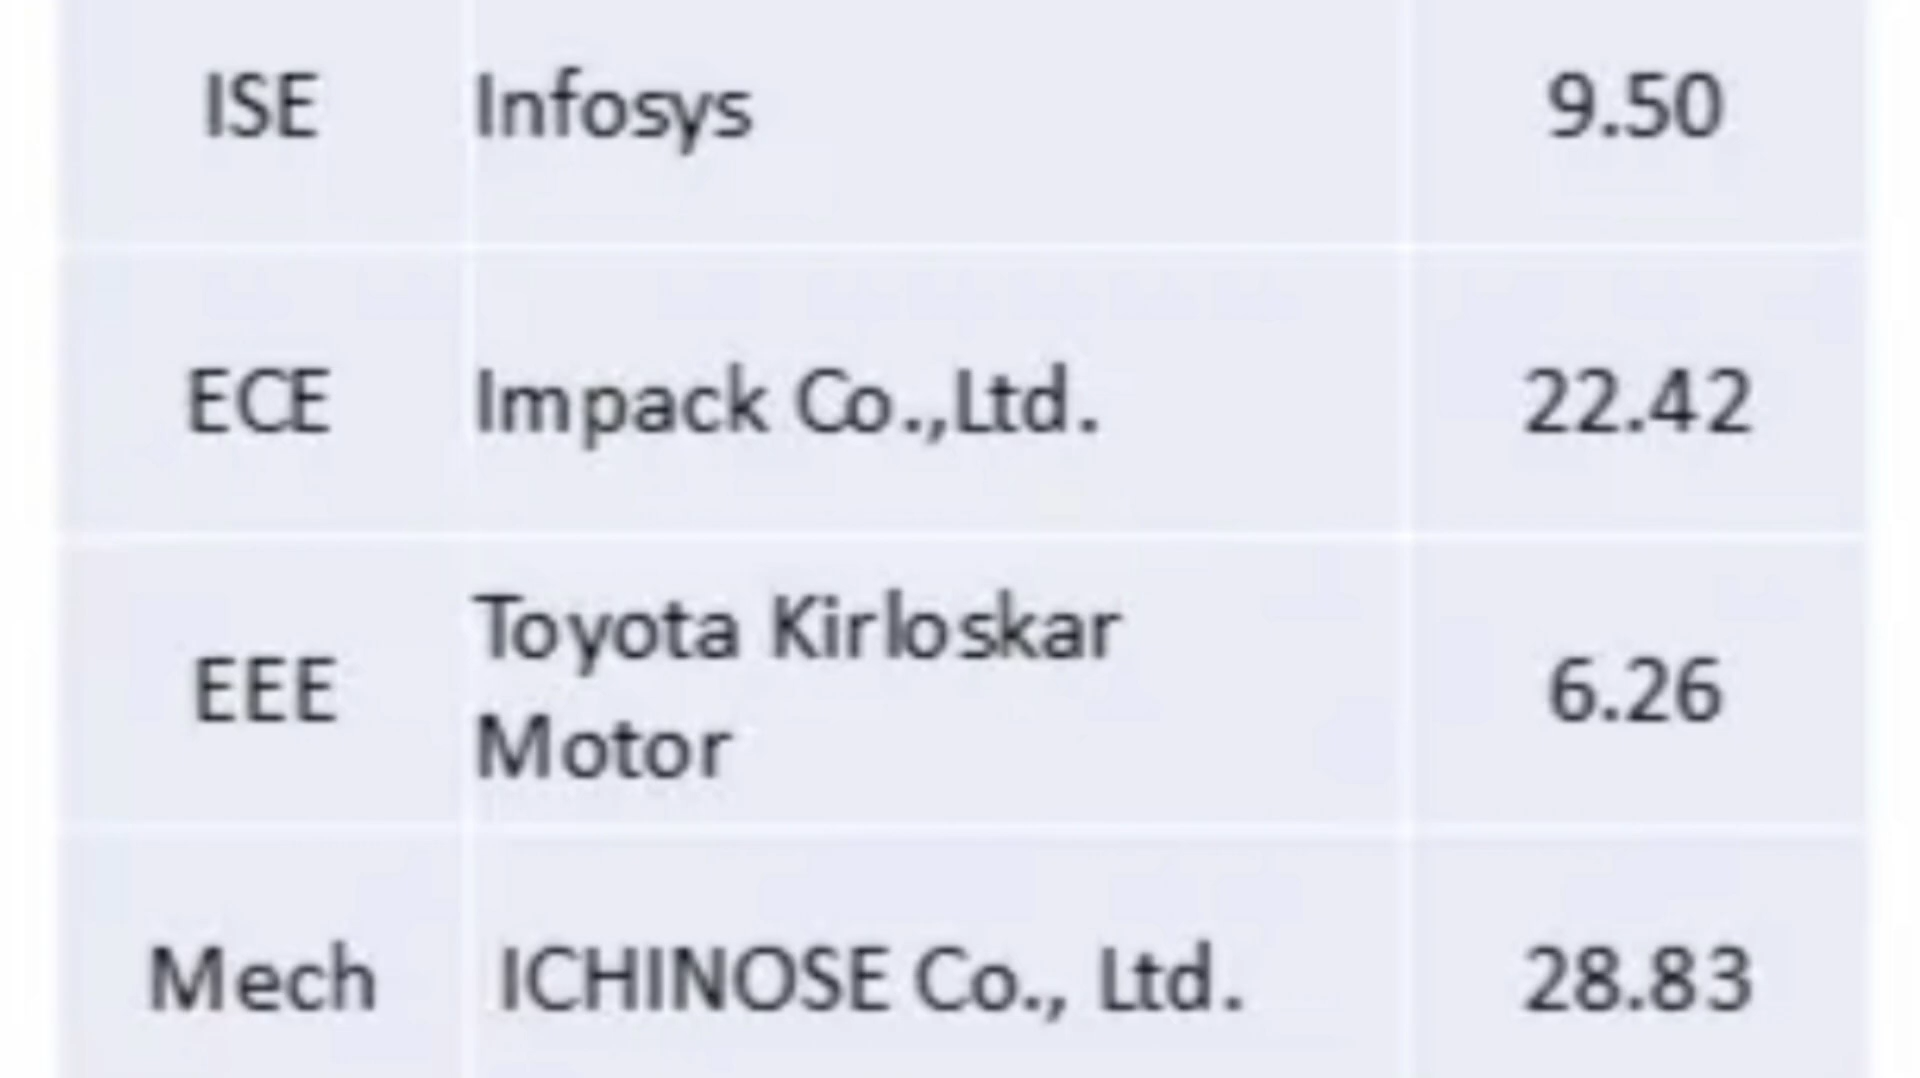 ISE Infosys 9.50
ECE Impack Co.,Ltd. 22.42
Toyota Kirloskar
EEE 6.26
Motor
Mech ICHINOSE Co., Ltd. 28.83